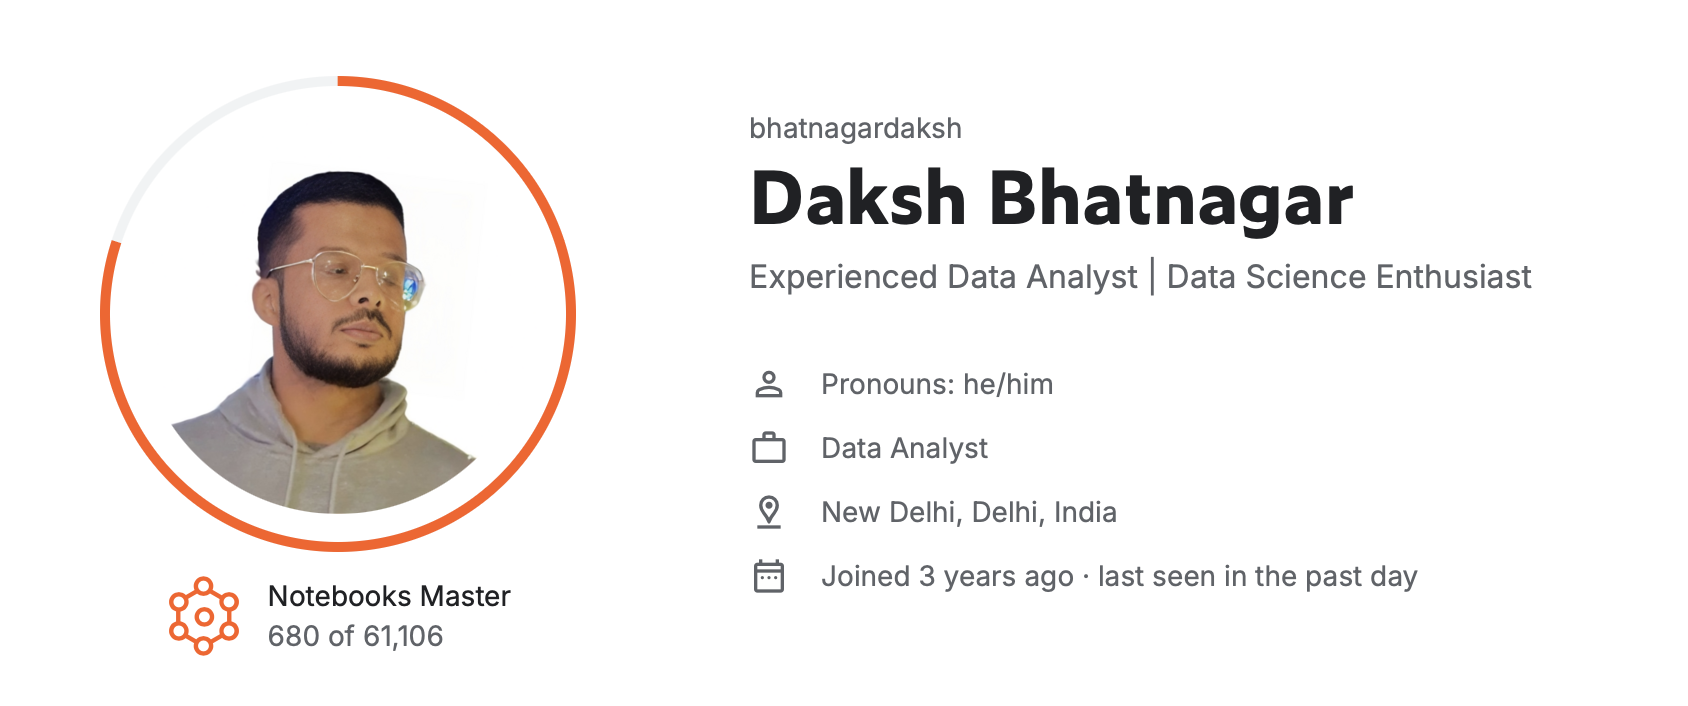 bhatnagardaksh
Daksh Bhatnagar
Experienced Data Analyst | Data Science Enthusiast
Pronouns: he/him
Data Analyst
New Delhi, Delhi, India
Joined 3 years ago · last seen in the past day
Notebooks Master
680 of 61,106